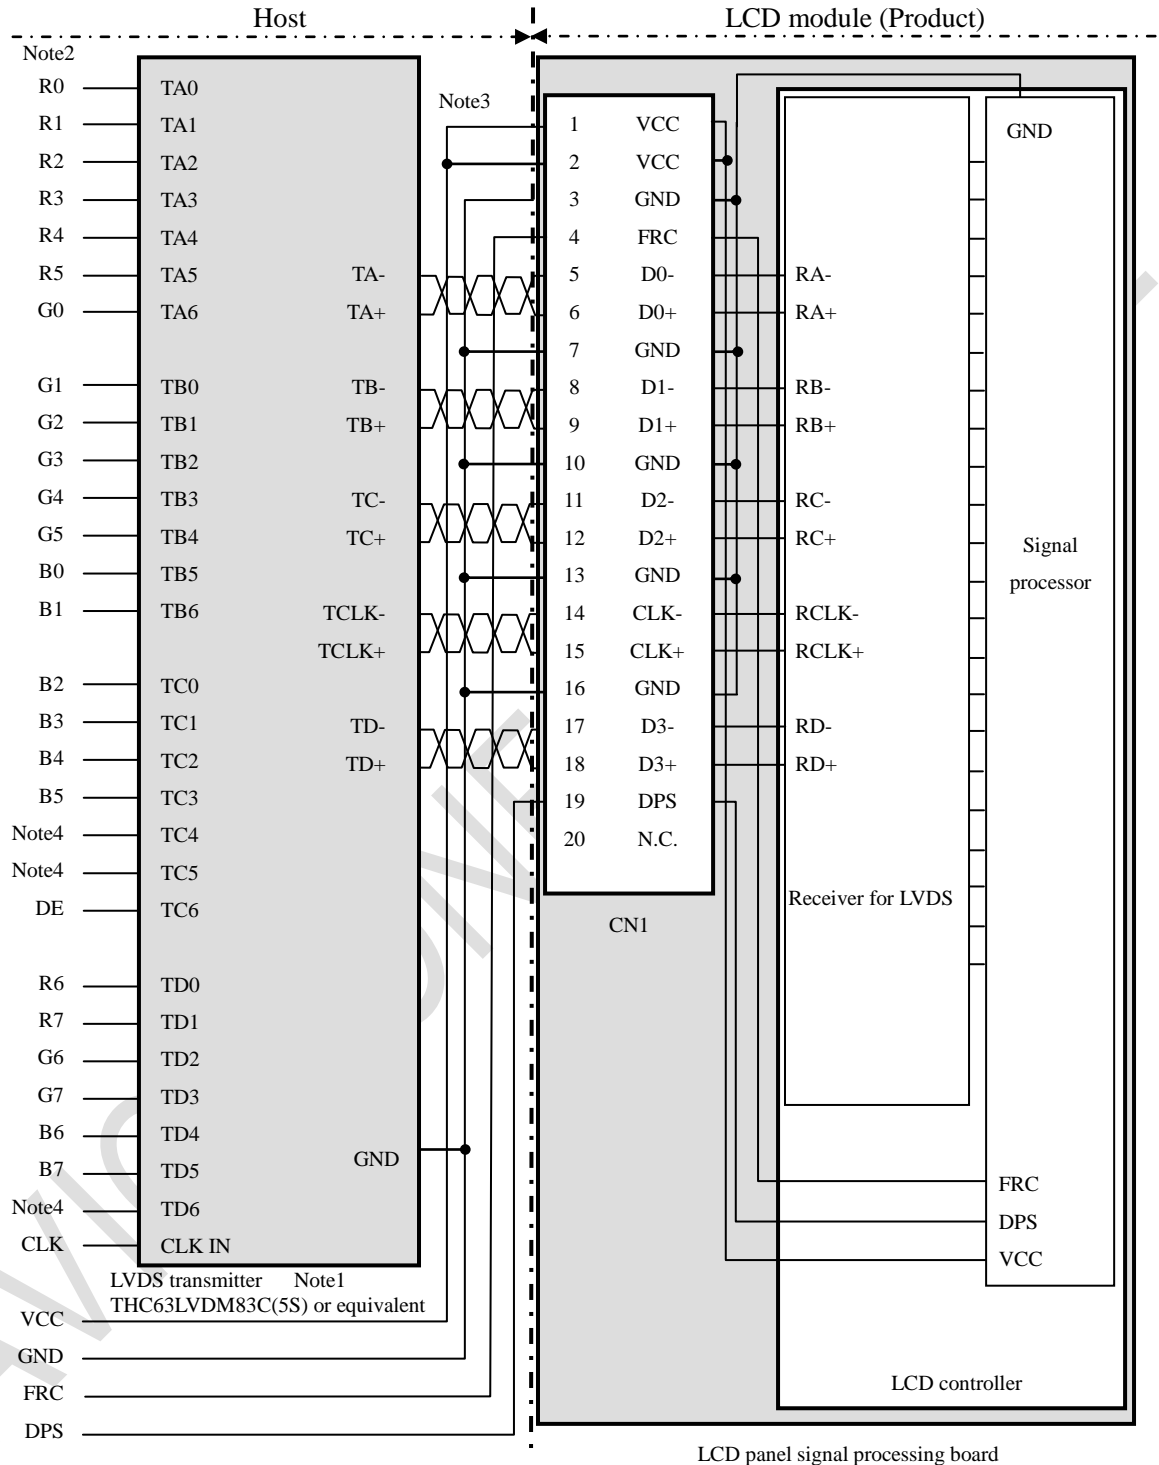 Host
LCD module (Product)
Note2
R0 TA0
R1 TA1
R2 TA2
R3 TA3
R4 TA4
R5 TA5 TA-
G0 TA6 TA+
G1 TB0 TB-
G2 TB1 TB+
G3 TB2
G4 TB3 TC-
G5 TB4 TC+
B0 TB5
B1 TB6 TCLK-
TCLK+
B2 TC0
B3 TC1 TD-
B4 TC2 TD+
B5 TC3
Note4 TC4
Note4 TC5
DE TC6
R6 TD0
R7 TD1
G6 TD2
G7 TD3
B6 TD4
GND
B7 TD5
Note4 TD6
CLK CLK IN
LVDS transmitter Note1
THC63LVDM83C(5S) or equivalent
VCC
GND
FRC
DPS
Note3
1 VCC
2 VCC
3 GND
4 FRC
5 D0-
6 D0+
7 GND
8 D1-
9 D1+
10 GND
11 D2-
12 D2+
13 GND
14 CLK-
15 CLK+
16 GND
17 D3-
18 D3+
19 DPS
20 N.C.
CN1
RA-
RA+
RB-
RB+
RC-
RC+
RCLK-
RCLK+
RD-
RD+
Receiver for LVDS
GND
Signal
processor
FRC
DPS
VCC
LCD controller
LCD panel signal processing board